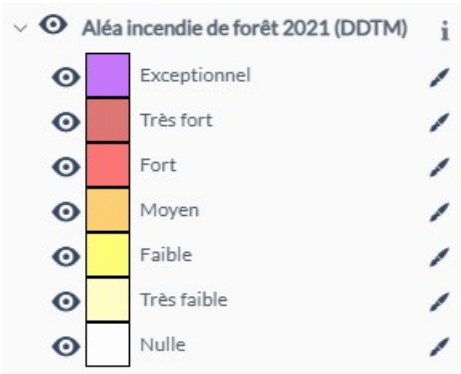 Aléa incendie de forêt 2021 (DDTM)
Exceptionnel
Très fort
Fort
Moyen
Faible
Très faible
Nulle